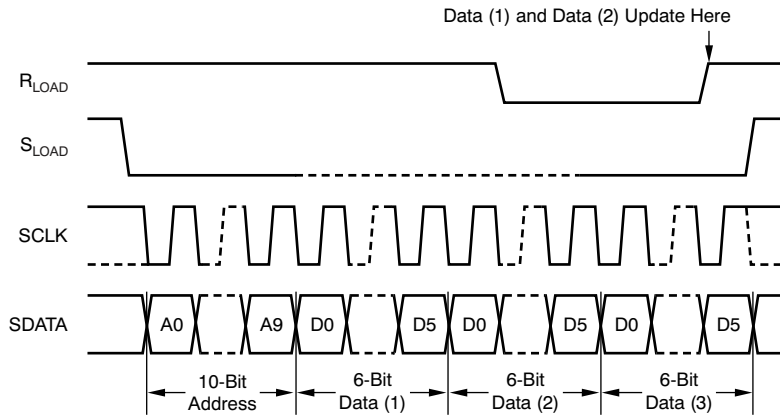 Data (1) and Data (2) Update Here
RLOAD
SLOAD
SCLK
SDATA
A0 A9 D0 D5 D0 D5 D0 D5
10-Bit 6-Bit 6-Bit 6-Bit
Address Data (1) Data (2) Data (3)